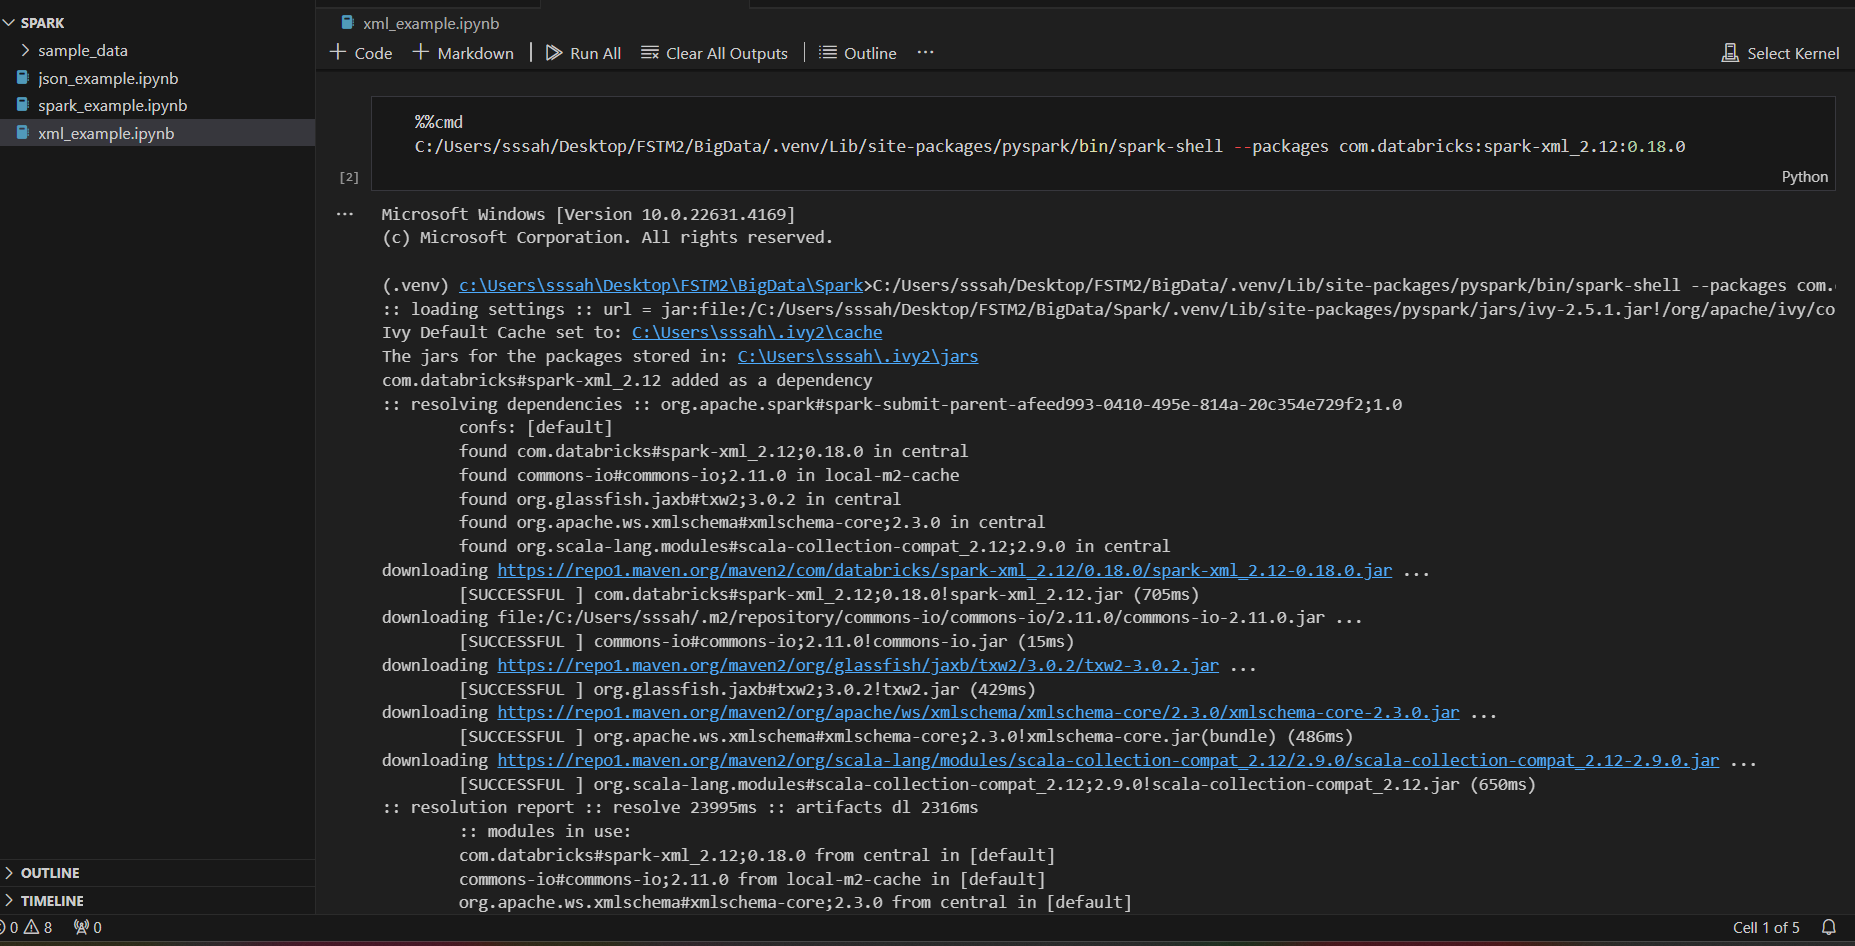 SPARK
sample_data
json_example.ipynb
spark_example.ipynb
xml_example.ipynb
OUTLINE
TIMELINE
xml_example.ipynb
Code Markdown Run All Clear All Outputs Outline ... Select Kernel
%%cmd
C:/Users/sssah/Desktop/FSTM2/BigData/.venv/Lib/site-packages/pyspark/bin/spark-shell --packages com.databricks:spark-xml_2.12:0.18.0
[2]
Python
...
Microsoft Windows [Version 10.0.22631.4169]
(c) Microsoft Corporation. All rights reserved.
(.venv) c:\Users\sssah\Desktop\FSTM2\BigData\Spark>C:/Users/sssah/Desktop/FSTM2/BigData/.venv/Lib/site-packages/pyspark/bin/spark-shell --packages com.
:: loading settings :: url = jar:file:/C:/Users/sssah/Desktop/FSTM2/BigData/Spark/.venv/Lib/site-packages/pyspark/jars/ivy-2.5.1.jar!/org/apache/ivy/co
Ivy Default Cache set to: C:\Users\sssah\.ivy2\cache
The jars for the packages stored in: C:\Users\sssah\.ivy2\jars
com.databricks#spark-xml_2.12 added as a dependency
:: resolving dependencies :: org.apache.spark#spark-submit-parent-afeed993-0410-495e-814a-20c354e729f2;1.0
confs: [default]
found com.databricks#spark-xml_2.12;0.18.0 in central
found commons-io#commons-io;2.11.0 in local-m2-cache
found org.glassfish.jaxb#txw2;3.0.2 in central
found org.apache.ws.xmlschema#xmlschema-core;2.3.0 in central
found org.scala-lang.modules#scala-collection-compat_2.12;2.9.0 in central
downloading https://repo1.maven.org/maven2/com/databricks/spark-xml_2.12/0.18.0/spark-xml_2.12-0.18.0.jar ...
[SUCCESSFUL ] com.databricks#spark-xml_2.12;0.18.0!spark-xml_2.12.jar (705ms)
downloading file:/C:/Users/sssah/.m2/repository/commons-io/commons-io/2.11.0/commons-io-2.11.0.jar ...
[SUCCESSFUL ] commons-io#commons-io;2.11.0!commons-io.jar (15ms)
downloading https://repo1.maven.org/maven2/org/glassfish/jaxb/txw2/3.0.2/txw2-3.0.2.jar ...
[SUCCESSFUL ] org.glassfish.jaxb#txw2;3.0.2!txw2.jar (429ms)
downloading https://repo1.maven.org/maven2/org/apache/ws/xmlschema/xmlschema-core/2.3.0/xmlschema-core-2.3.0.jar ...
[SUCCESSFUL ] org.apache.ws.xmlschema#xmlschema-core;2.3.0!xmlschema-core.jar(bundle) (486ms)
downloading https://repo1.maven.org/maven2/org/scala-lang/modules/scala-collection-compat_2.12/2.9.0/scala-collection-compat_2.12-2.9.0.jar ...
[SUCCESSFUL ] org.scala-lang.modules#scala-collection-compat_2.12;2.9.0!scala-collection-compat_2.12.jar (650ms)
:: resolution report :: resolve 23995ms :: artifacts dl 2316ms
:: modules in use:
com.databricks#spark-xml_2.12;0.18.0 from central in [default]
commons-io#commons-io;2.11.0 from local-m2-cache in [default]
org.apache.ws.xmlschema#xmlschema-core;2.3.0 from central in [default]
0 8 0
Cell 1 of 5